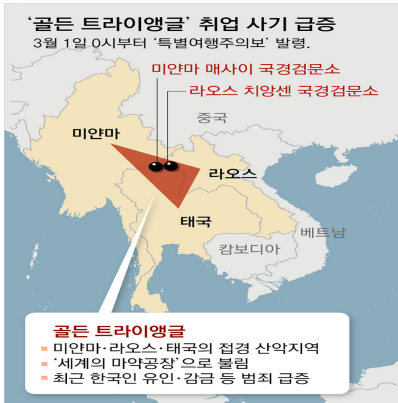 ‘골든 트라이앵글’ 취업 사기 급증
3월 1일 0시부터 ‘특별여행주의보’ 발령.
미얀마 매사이 국경검문소
라오스 치앙센 국경검문소
중국
미얀마
라오스
태국
베트남
캄보디아
골든 트라이앵글
미얀마·라오스·태국의 접경 산악지역
‘세계의 마약공장’으로 불림
최근 한국인 유인·감금 등 범죄 급증